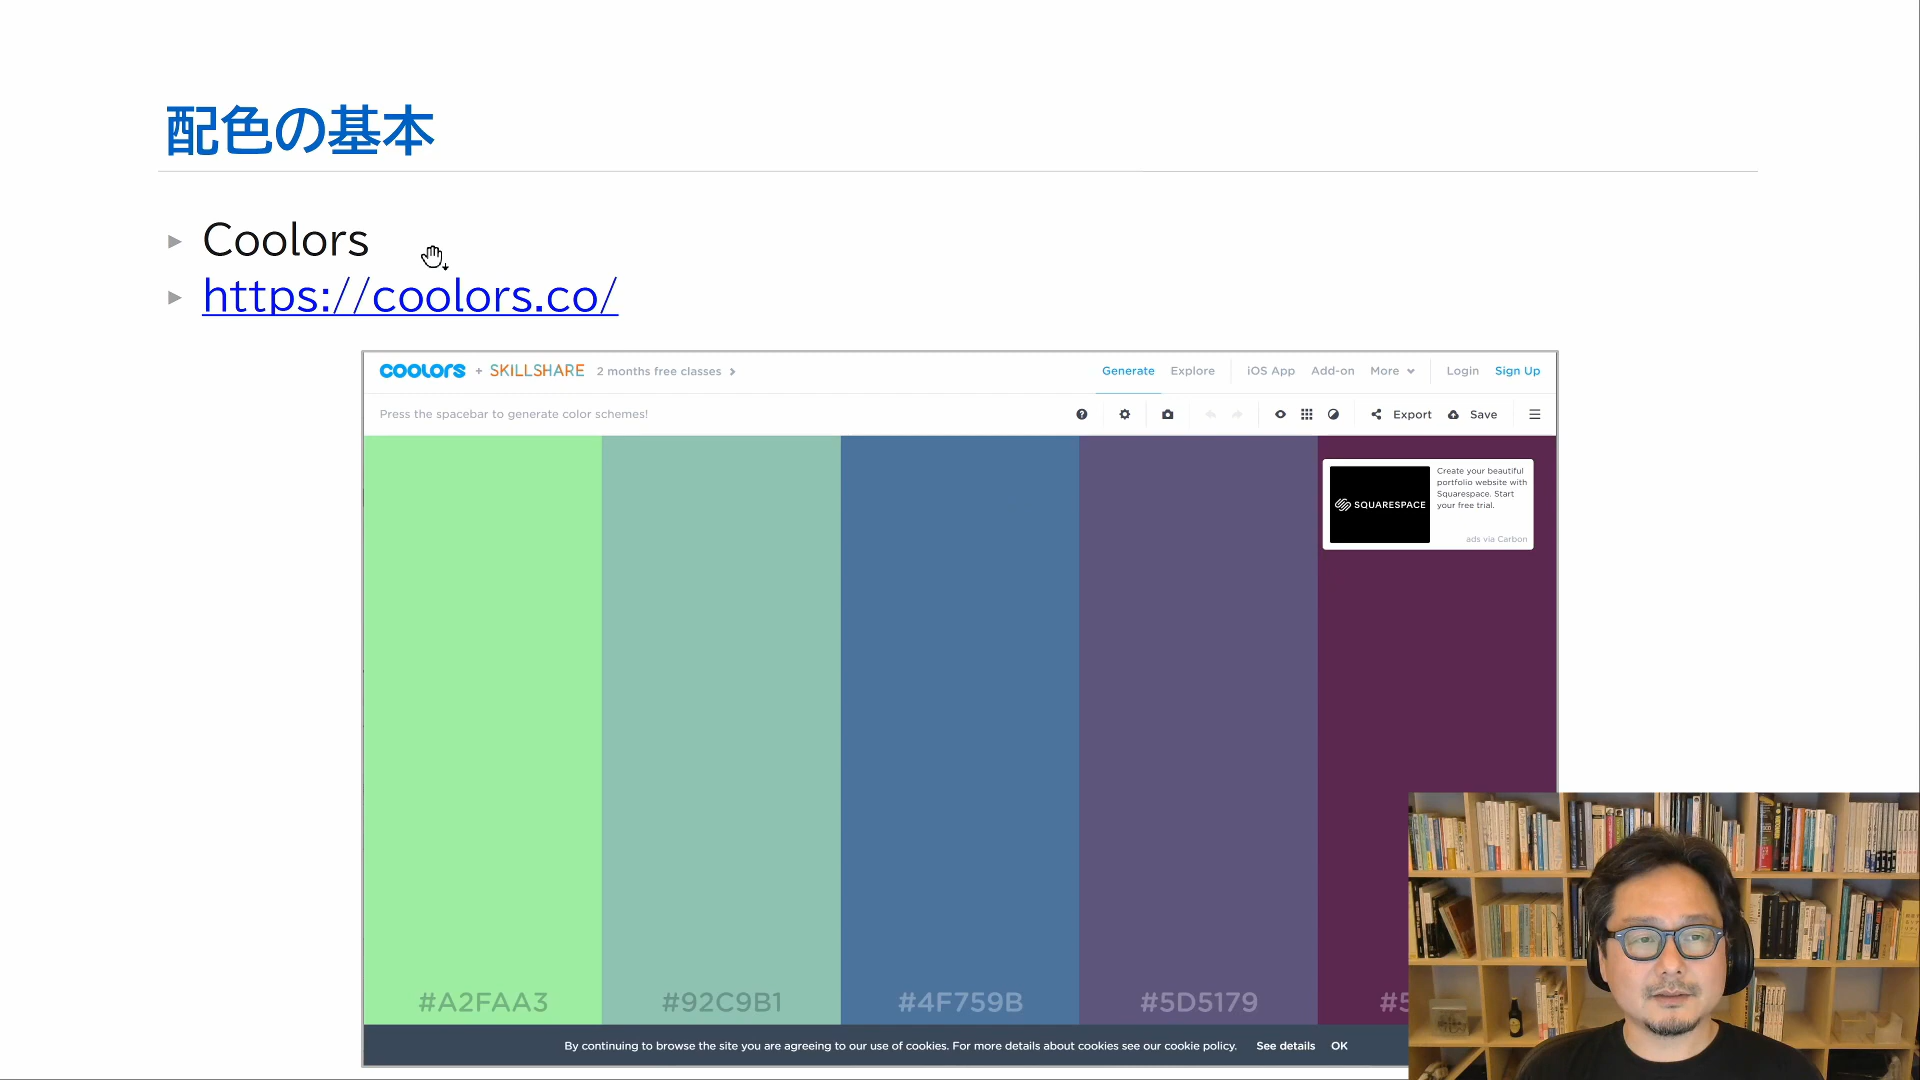 配色の基本
Coolors
https://coolors.co/
coolors + SKILLSHARE 2 months free classes
Generate Explore iOS App Add-on More Login Sign Up
Press the spacebar to generate color schemes!
Export Save
Create your beautiful
portfolio website with
Squarespace. Start
your free trial.
SQUARESPACE
ads via Carbon
#A2FAA3 #92C9B1 #4F759B #5D5179 #5
By continuing to browse the site you are agreeing to our use of cookies. For more details about cookies see our cookie policy. See details OK